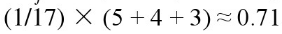 (1/17) × (5 + 4 + 3) ≈ 0.71